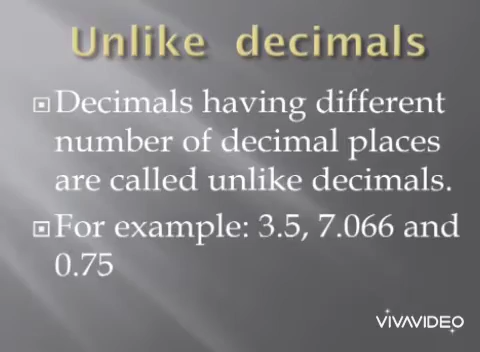 Unlike decimals
Decimals having different
number of decimal places
are called unlike decimals.
For example: 3.5, 7.066 and
0.75
VIVAVIDEO